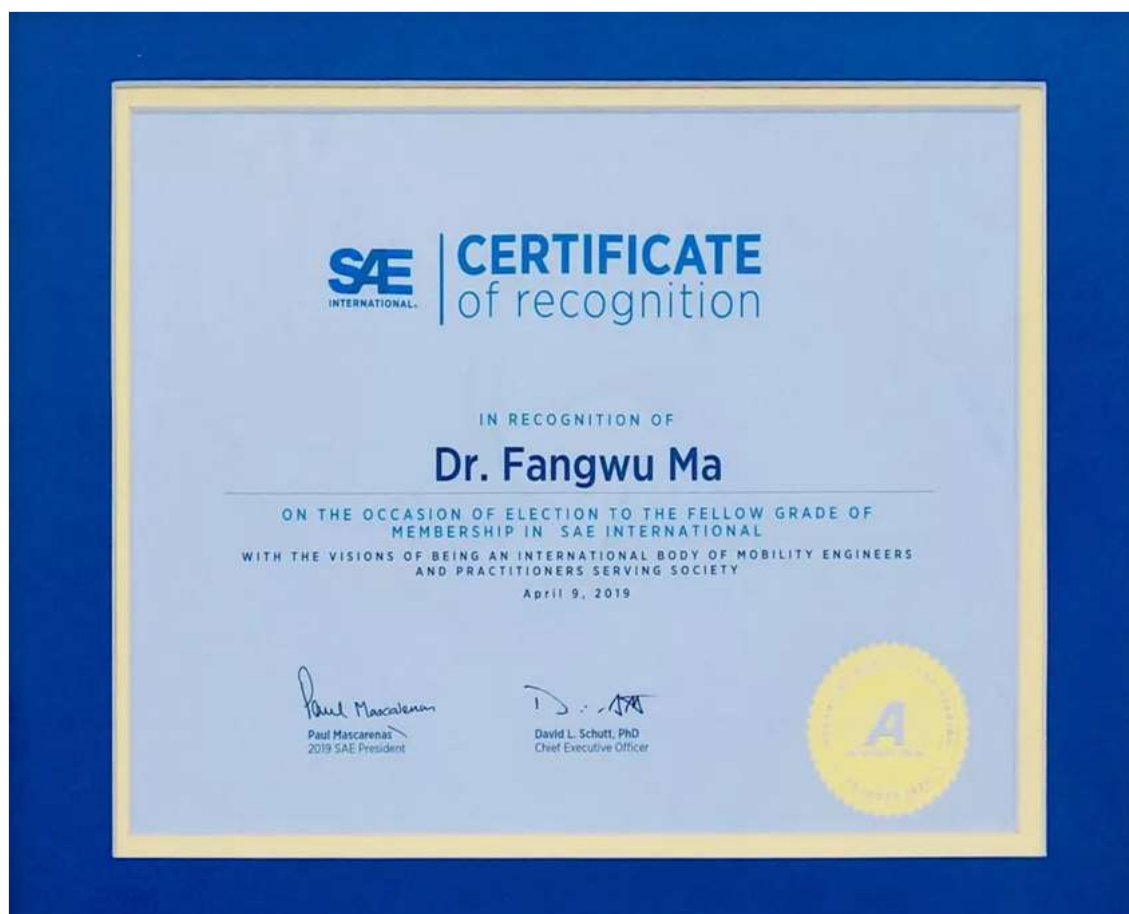 SAE
INTERNATIONAL®
CERTIFICATE
of recognition
IN RECOGNITION OF
Dr. Fangwu Ma
ON THE OCCASION OF ELECTION TO THE FELLOW GRADE OF
MEMBERSHIP IN SAE INTERNATIONAL
WITH THE VISIONS OF BEING AN INTERNATIONAL BODY OF MOBILITY ENGINEERS
AND PRACTITIONERS SERVING SOCIETY
April 9, 2019
Paul Mascarenas
Paul Mascarenas
2019 SAE President
David L. Schutt, PhD
Chief Executive Officer